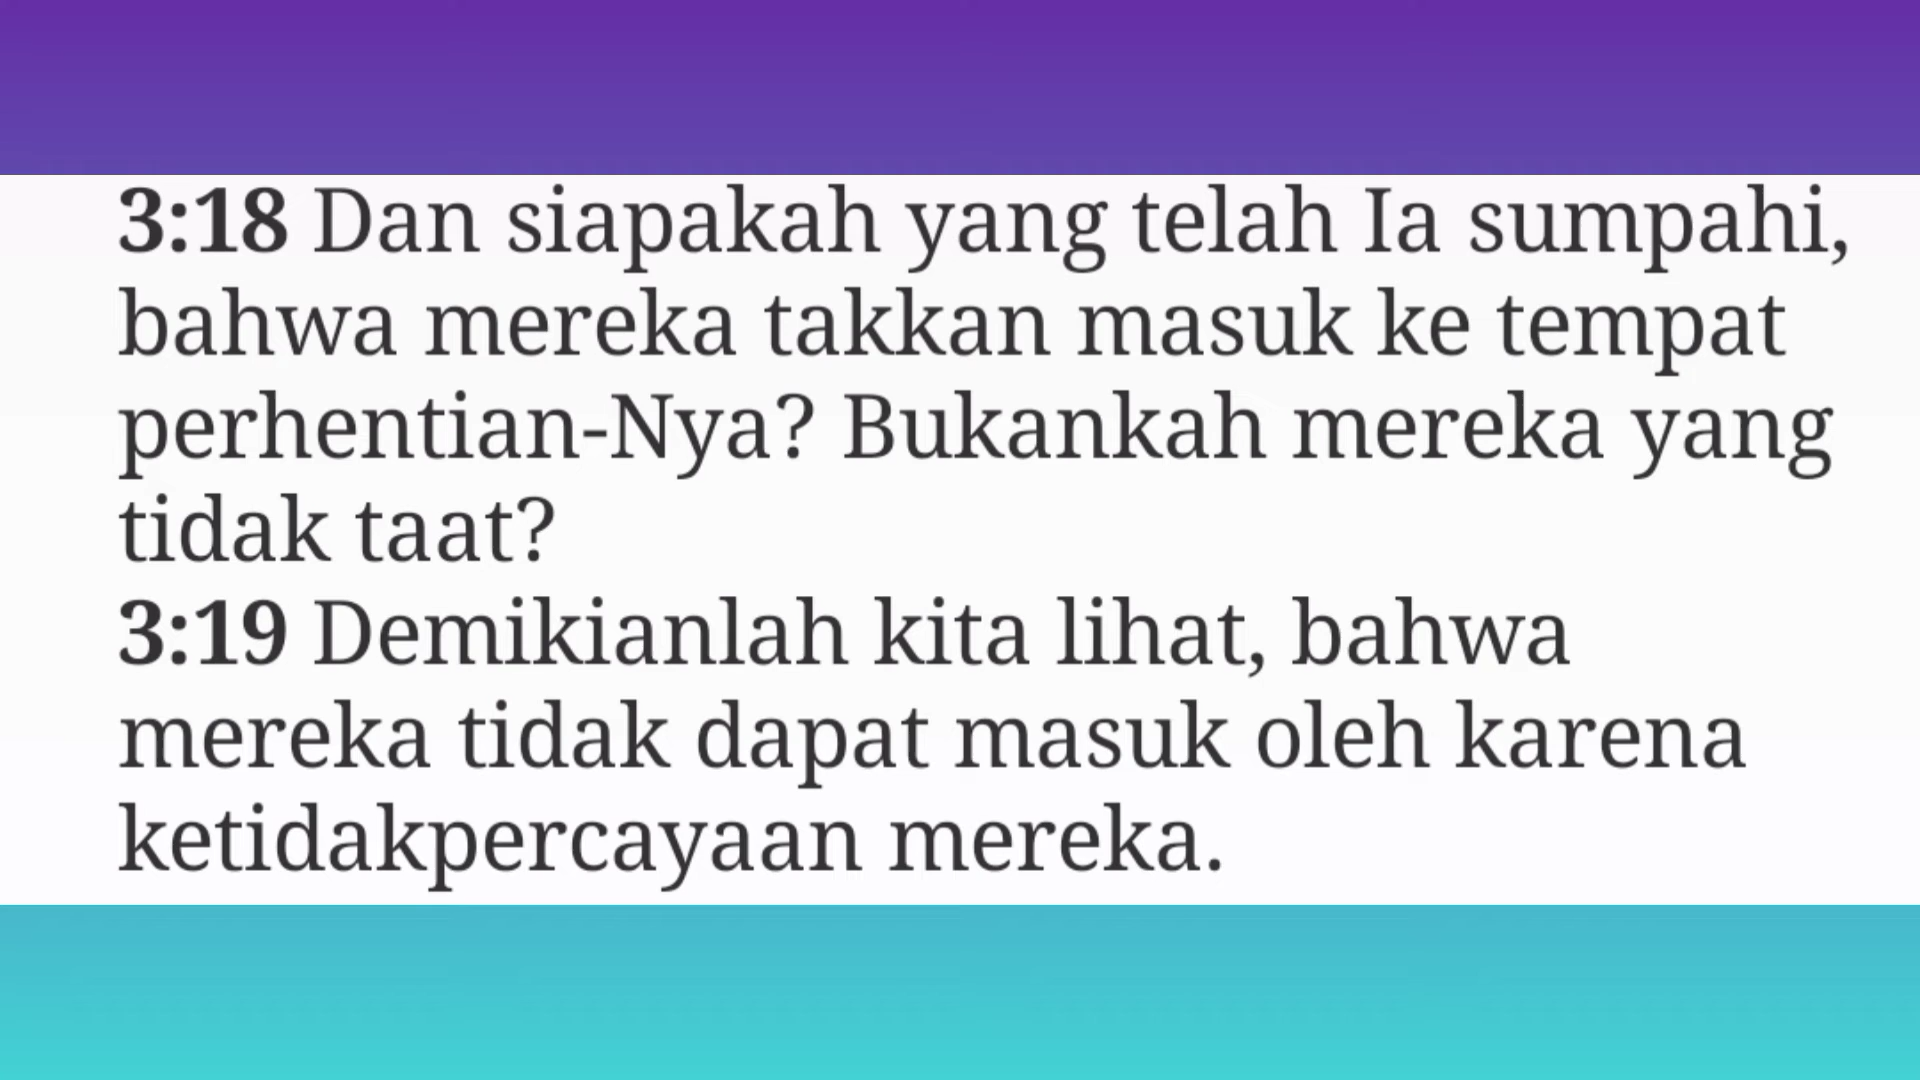 3:18 Dan siapakah yang telah Ia sumpahi,
bahwa mereka takkan masuk ke tempat
perhentian-Nya? Bukankah mereka yang
tidak taat?
3:19 Demikianlah kita lihat, bahwa
mereka tidak dapat masuk oleh karena
ketidakpercayaan mereka.